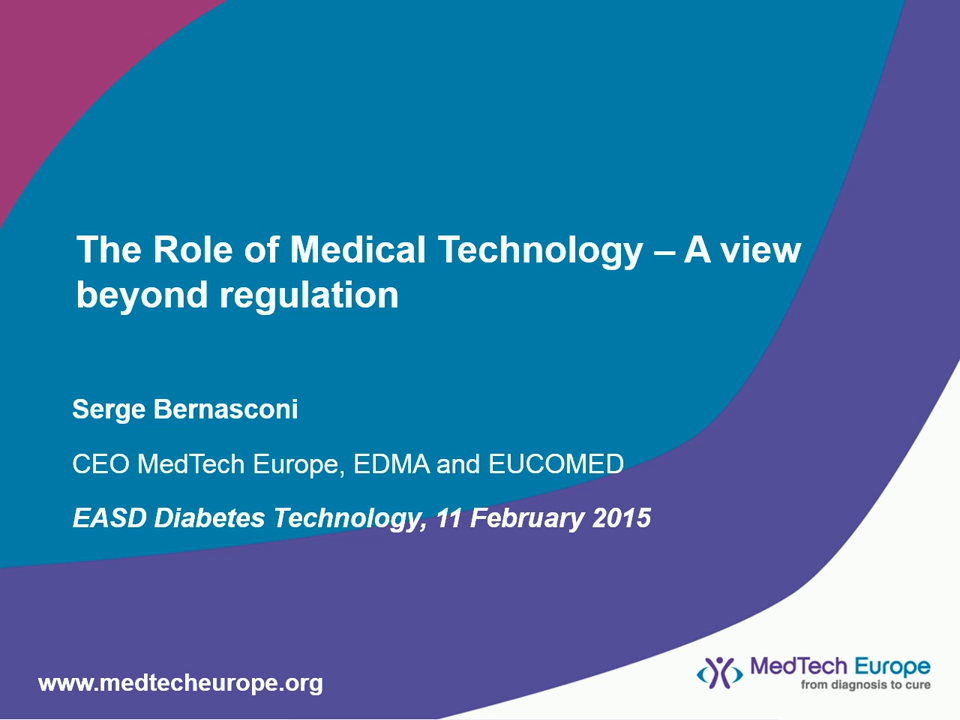 The Role of Medical Technology – A view
beyond regulation
Serge Bernasconi
CEO MedTech Europe, EDMA and EUCOMED
EASD Diabetes Technology, 11 February 2015
www.medtecheurope.org
MedTech Europe
from diagnosis to cure